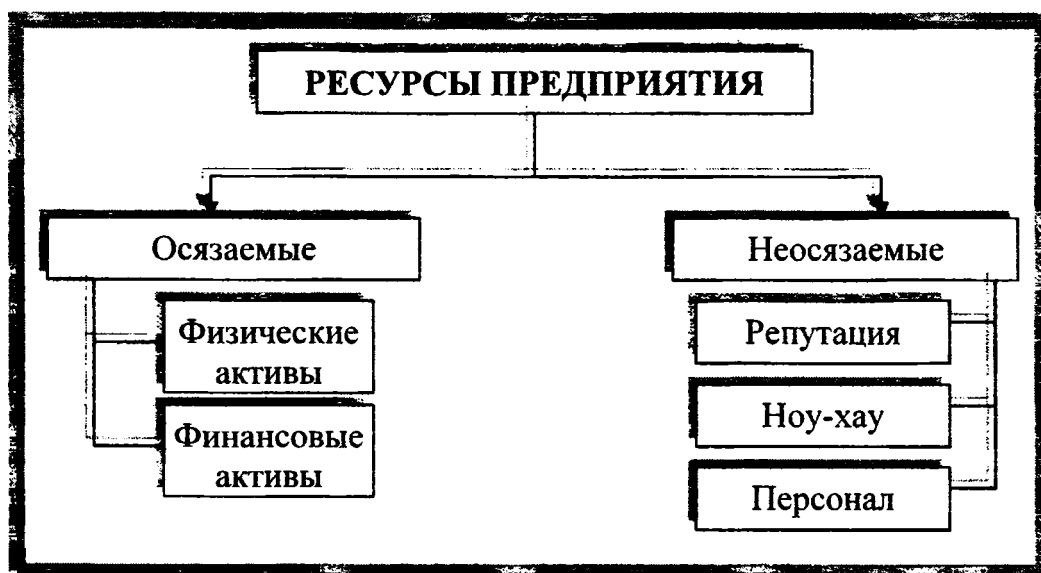 РЕСУРСЫ ПРЕДПРИЯТИЯ
Осязаемые
Физические
активы
Финансовые
активы
Неосязаемые
Репутация
Ноу-хау
Персонал